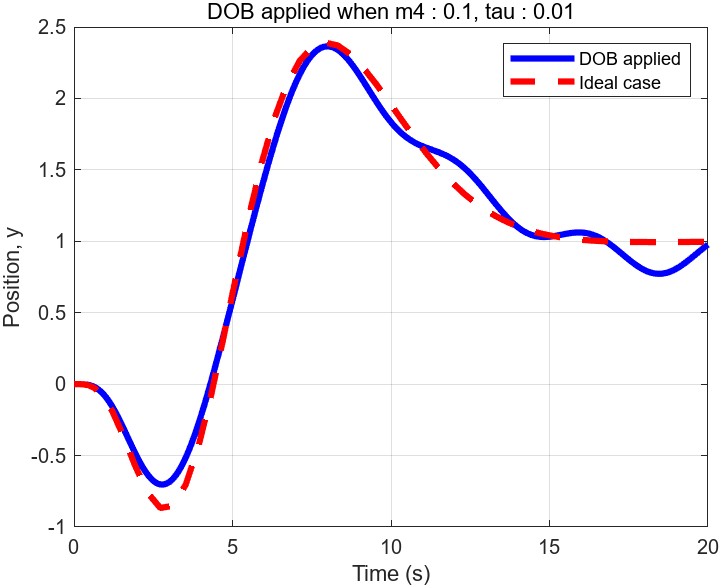 DOB applied when m4 : 0.1, tau : 0.01
2.5
2
1.5
1
0.5
0
-0.5
-1
Position, y
DOB applied
Ideal case
0
5
10
15
20
Time (s)